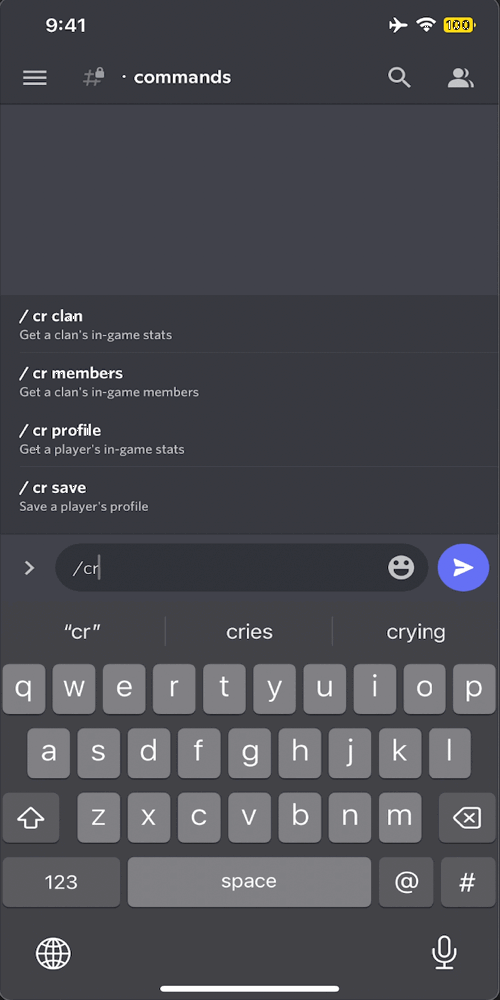 9:41
100
· commands
/ cr clan
Get a clan's in-game stats
/ cr members
Get a clan's in-game members
/ cr profile
Get a player's in-game stats
/ cr save
Save a player's profile
/cr
“cr” cries crying
q w e r t y u i o p
a s d f g h j k l
z x c v b n m
123 space @ #